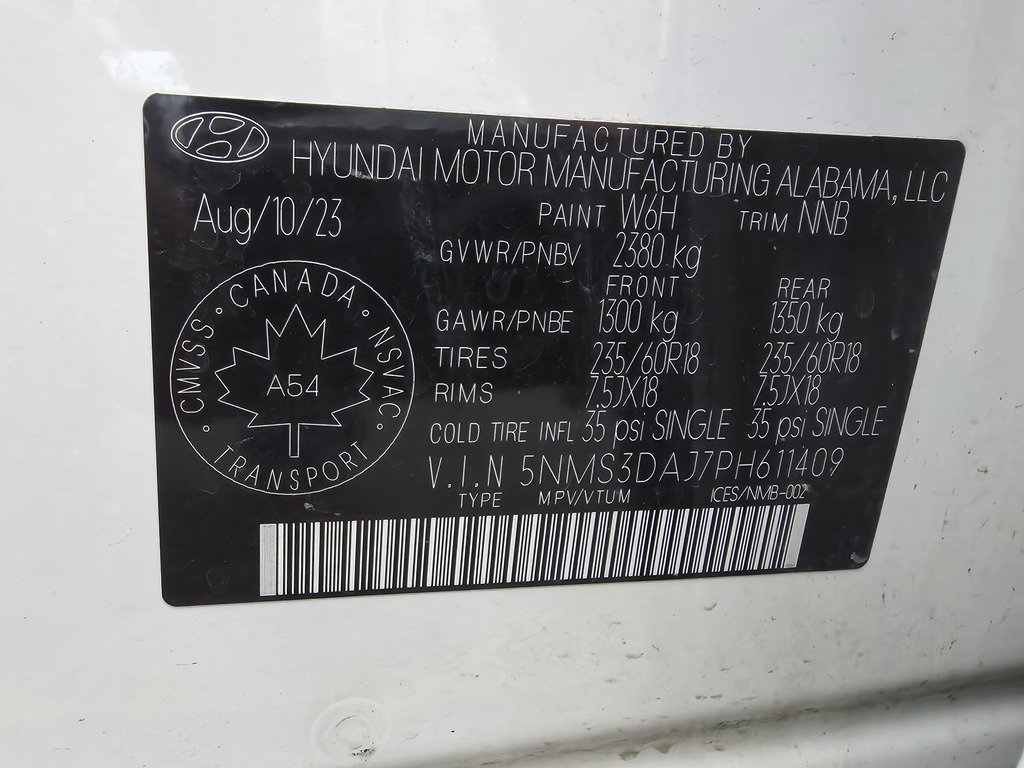 MANUFACTURED BY
HYUNDAI MOTOR MANUFACTURING ALABAMA, LLC
Aug/10/23
PAINT W6H TRIM NNB
GVWR/PNBV 2380 kg
FRONT REAR
GAWR/PNBE 1300 kg 1350 kg
TIRES 235/60R18 235/60R18
RIMS 7.5JX18 7.5JX18
COLD TIRE INFL 35 psi SINGLE 35 psi SINGLE
V.I.N 5NMS3DAJ7PH611409
TYPE MPV/VTUM ICES/NMB-002
CMVSS · CANADA · NSVAC · TRANSPORT ·
A54